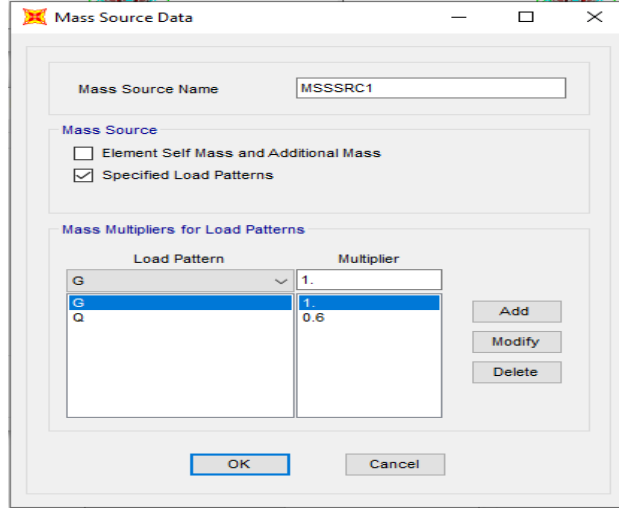 Mass Source Data
Mass Source Name MSSSRC1
Mass Source
Element Self Mass and Additional Mass
Specified Load Patterns
Mass Multipliers for Load Patterns
Load Pattern Multiplier
G 1.
G 1.
Q 0.6
Add
Modify
Delete
OK Cancel